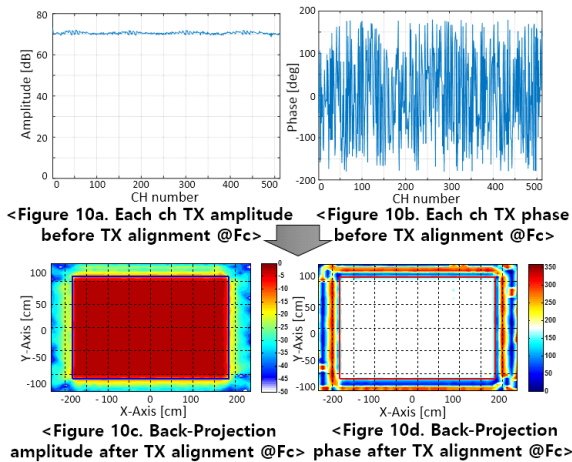 80
60
40
20
0
Amplitude [dB]
0 100 200 300 400 500
CH number
<Figure 10a. Each ch TX amplitude
before TX alignment @Fc>
200
100
0
-100
-200
Phase [deg]
0 100 200 300 400 500
CH number
<Figure 10b. Each ch TX phase
before TX alignment @Fc>
100
50
0
-50
-100
Y-Axis [cm]
200 100 0 100 200
X-Axis [cm]
0
-5
-10
-15
-20
-25
-30
-35
-40
-45
-50
<Figure 10c. Back-Projection
amplitude after TX alignment @Fc>
100
50
0
-50
-100
Y-Axis [cm]
200 100 0 100 200
X-Axis [cm]
350
300
250
200
150
100
50
0
<Figre 10d. Back-Projection
phase after TX alignment @Fc>